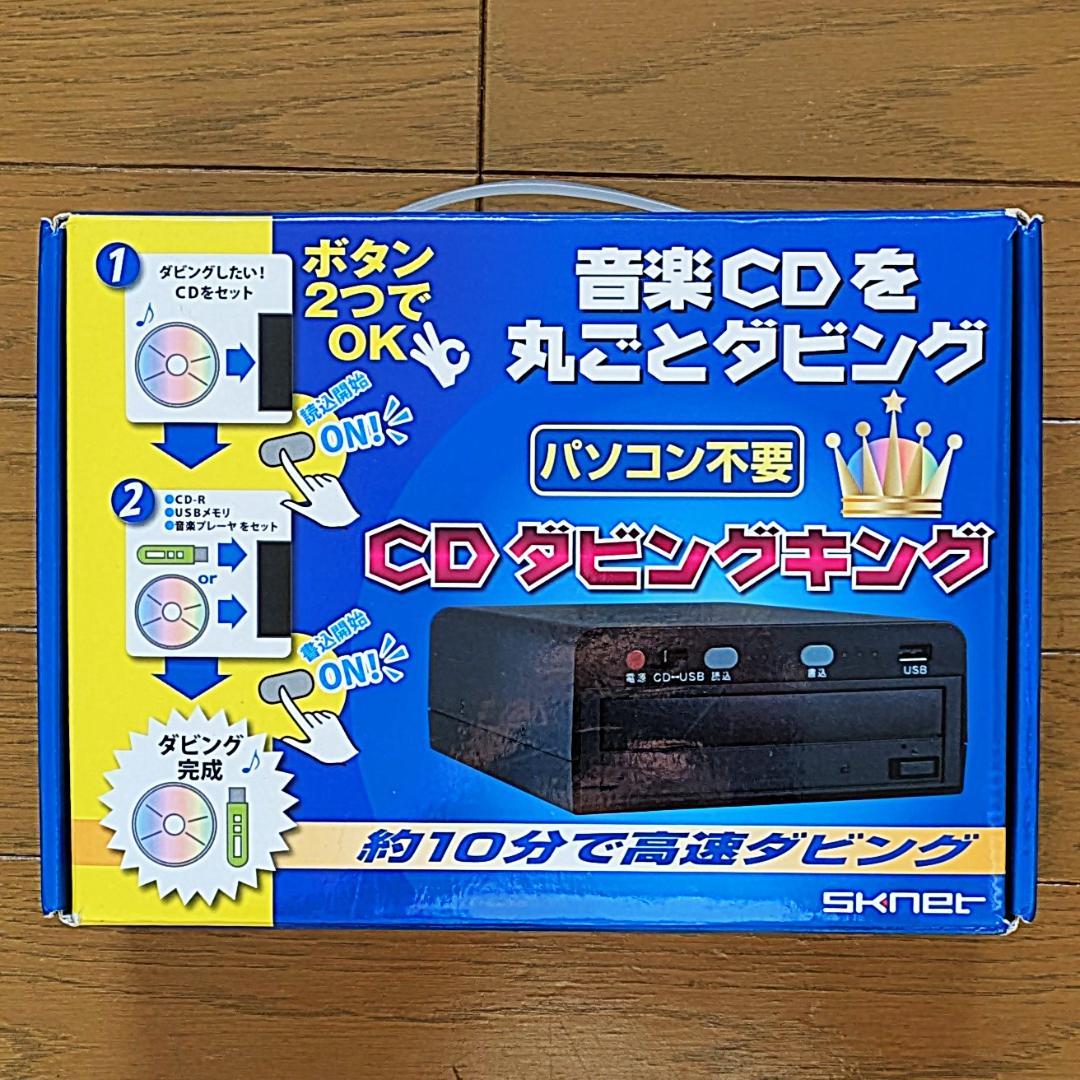 1
ダビングしたい!
CDをセット
ボタン
2つで
OK
読込開始
ON!
2
●CD-R
●USBメモリ
●音楽プレーヤをセット
or
書込開始
ON!
ダビング
完成
音楽CDを
丸ごとダビング
パソコン不要
CDダビングキング
電源 CD↔USB 読込 書込 USB
約10分で高速ダビング
SKNET